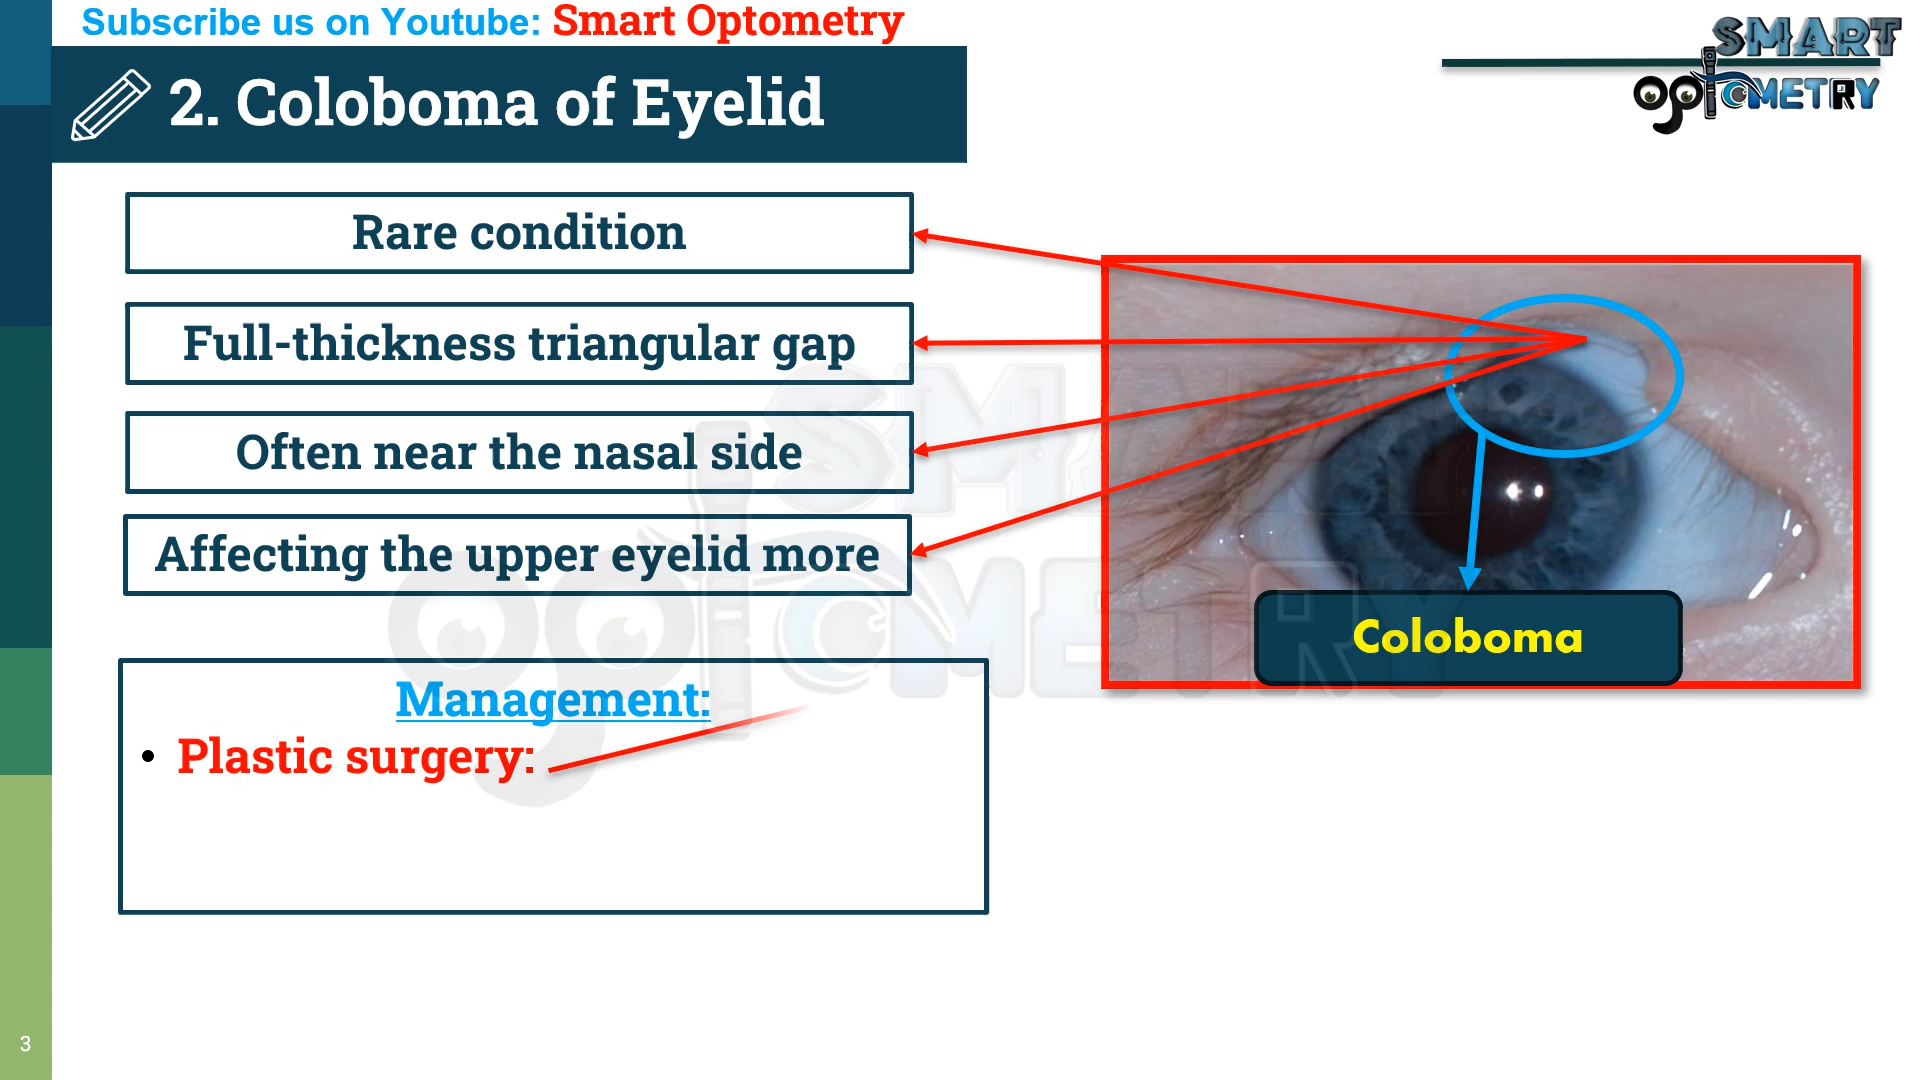 Subscribe us on Youtube: Smart Optometry
SMART
OptOMETRY
2. Coloboma of Eyelid
Rare condition
Full-thickness triangular gap
Often near the nasal side
Affecting the upper eyelid more
Coloboma
Management:
• Plastic surgery:
3